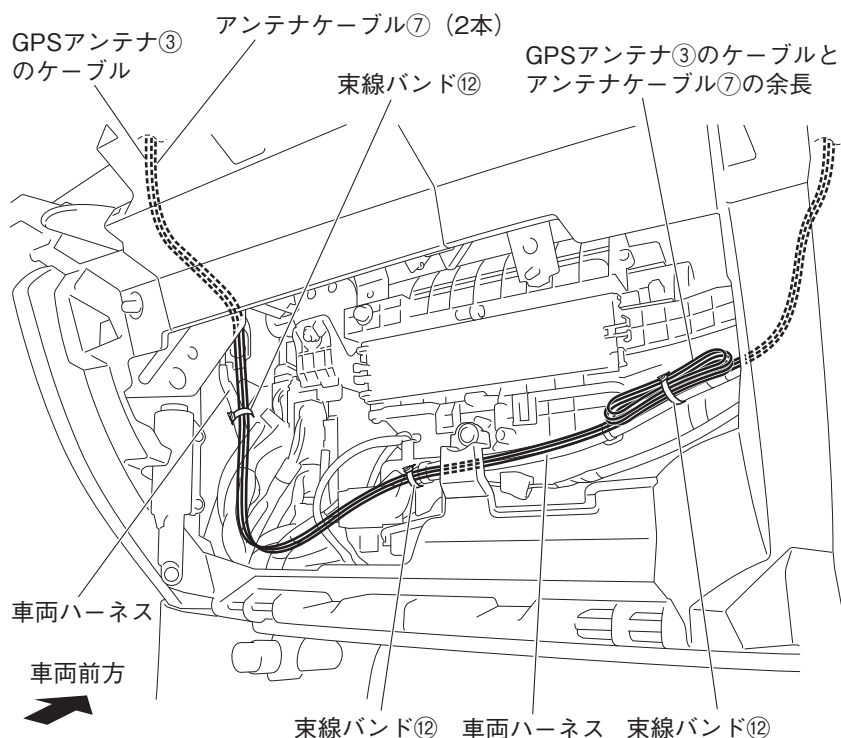 アンテナケーブル⑦（2本）
GPSアンテナ③
のケーブル
GPSアンテナ③のケーブルと
アンテナケーブル⑦の余長
束線バンド⑫
車両ハーネス
車両前方
束線バンド⑫
車両ハーネス
束線バンド⑫